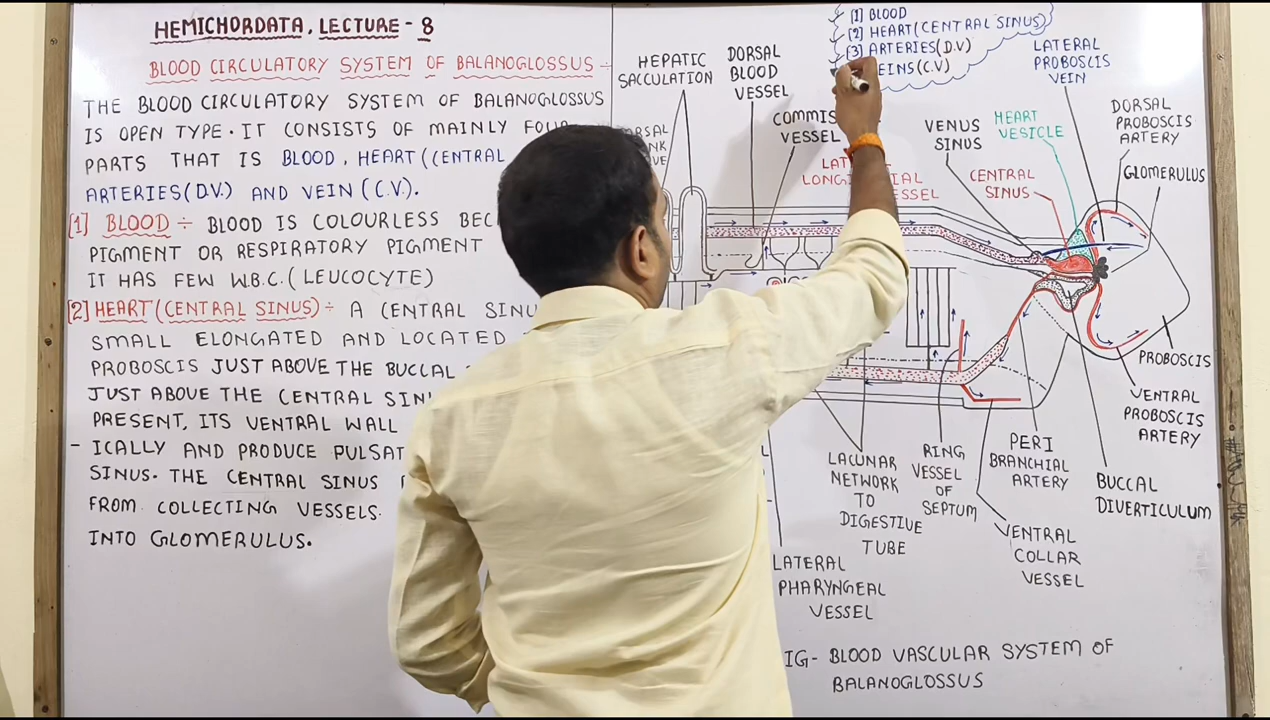 HEMICHORDATA, LECTURE - 8
BLOOD CIRCULATORY SYSTEM OF BALANOGLOSSUS ÷
THE BLOOD CIRCULATORY SYSTEM OF BALANOGLOSSUS
IS OPEN TYPE. IT CONSISTS OF MAINLY FOUR
PARTS THAT IS BLOOD, HEART (CENTRAL
ARTERIES (D.V.) AND VEIN (C.V.).
[1] BLOOD ÷ BLOOD IS COLOURLESS
PIGMENT OR RESPIRATORY PIGMENT
IT HAS FEW W.B.C. (LEUCOCYTE)
[2] HEART (CENTRAL SINUS) ÷ A CENTRAL
SMALL ELONGATED AND LOCATED
PROBOSCIS JUST ABOVE THE BUCCAL
JUST ABOVE THE CENTRAL
PRESENT, ITS VENTRAL WALL
- ICALLY AND PRODUCE
SINUS. THE CENTRAL SINUS
FROM COLLECTING VESSELS.
INTO GLOMERULUS.
[1] BLOOD
[2] HEART (CENTRAL SINUS)
[3] ARTERIES (D.V)
(C.V)
HEPATIC
SACCULATION
DORSAL
BLOOD
VESSEL
VESSEL
VENUS
SINUS
HEART
VESICLE
CENTRAL
SINUS
LATERAL
PROBOSCIS
VEIN
DORSAL
PROBOSCIS
ARTERY
GLOMERULUS
PROBOSCIS
VENTRAL
PROBOSCIS
ARTERY
BUCCAL
DIVERTICULUM
PERI
BRANCHIAL
ARTERY
RING
VESSEL
OF
SEPTUM
VENTRAL
COLLAR
VESSEL
LACUNAR
NETWORK
TO
DIGESTIVE
TUBE
LATERAL
PHARYNGEAL
VESSEL
BLOOD VASCULAR SYSTEM OF
BALANOGLOSSUS